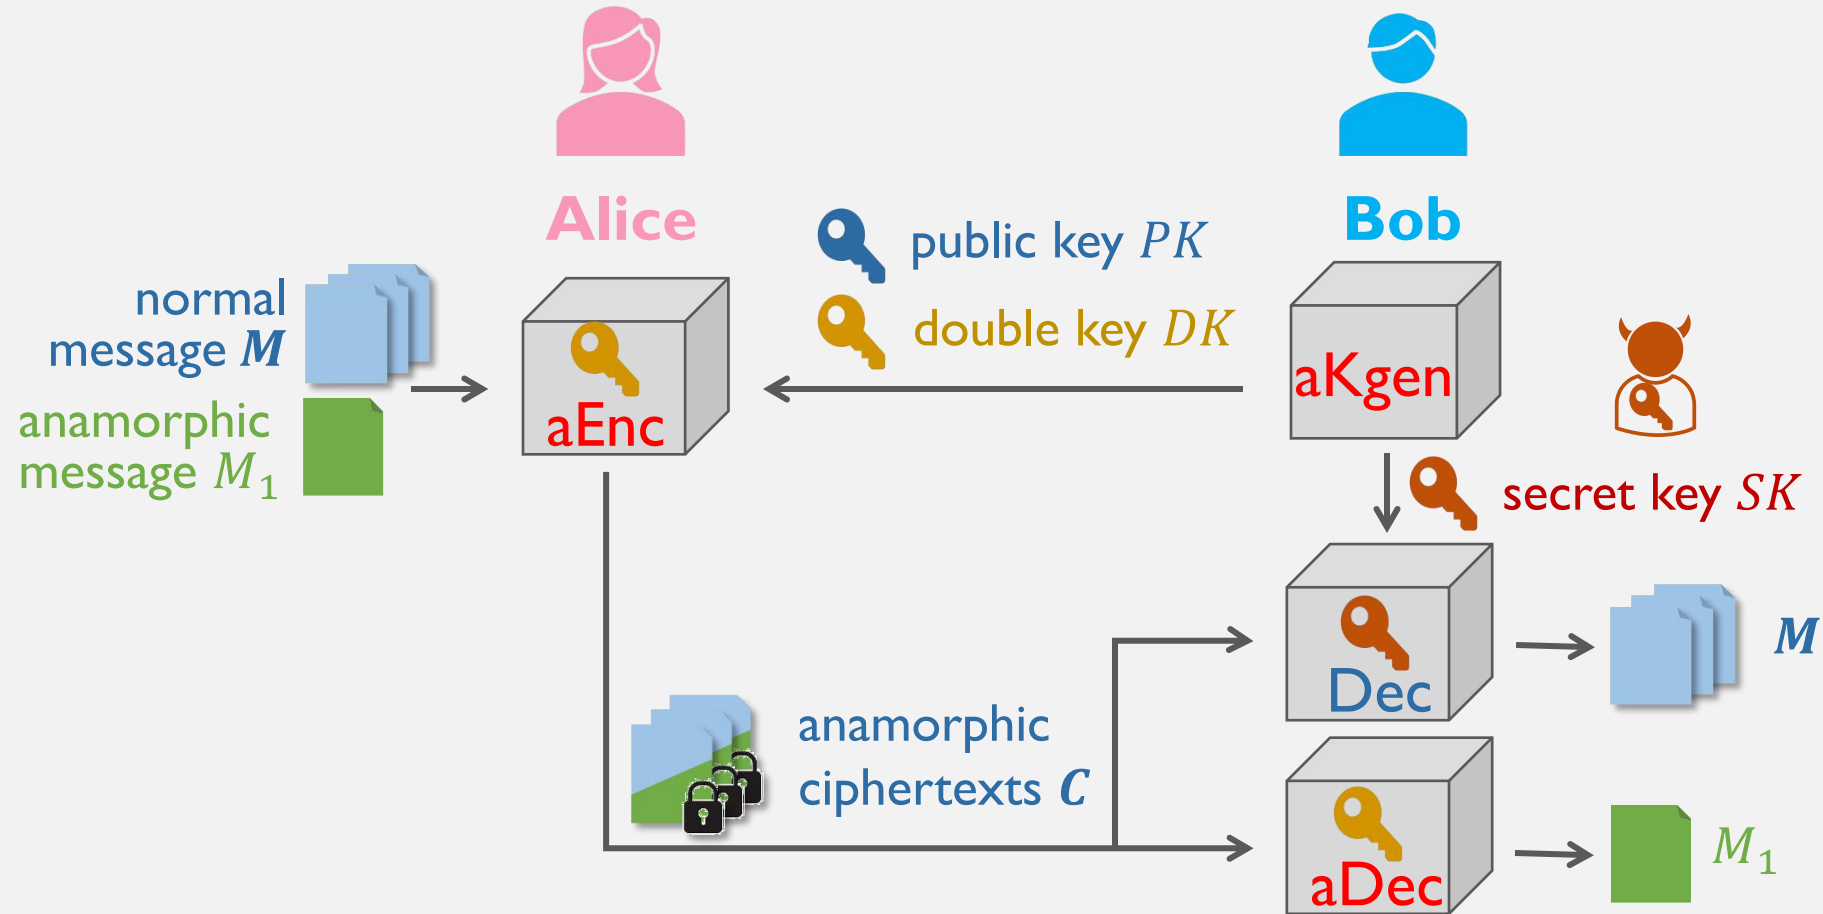 Alice
Bob
public key PK
double key DK
normal
message M
anamorphic
message M₁
aEnc
aKgen
secret key SK
Dec
M
anamorphic
ciphertexts C
aDec
M₁